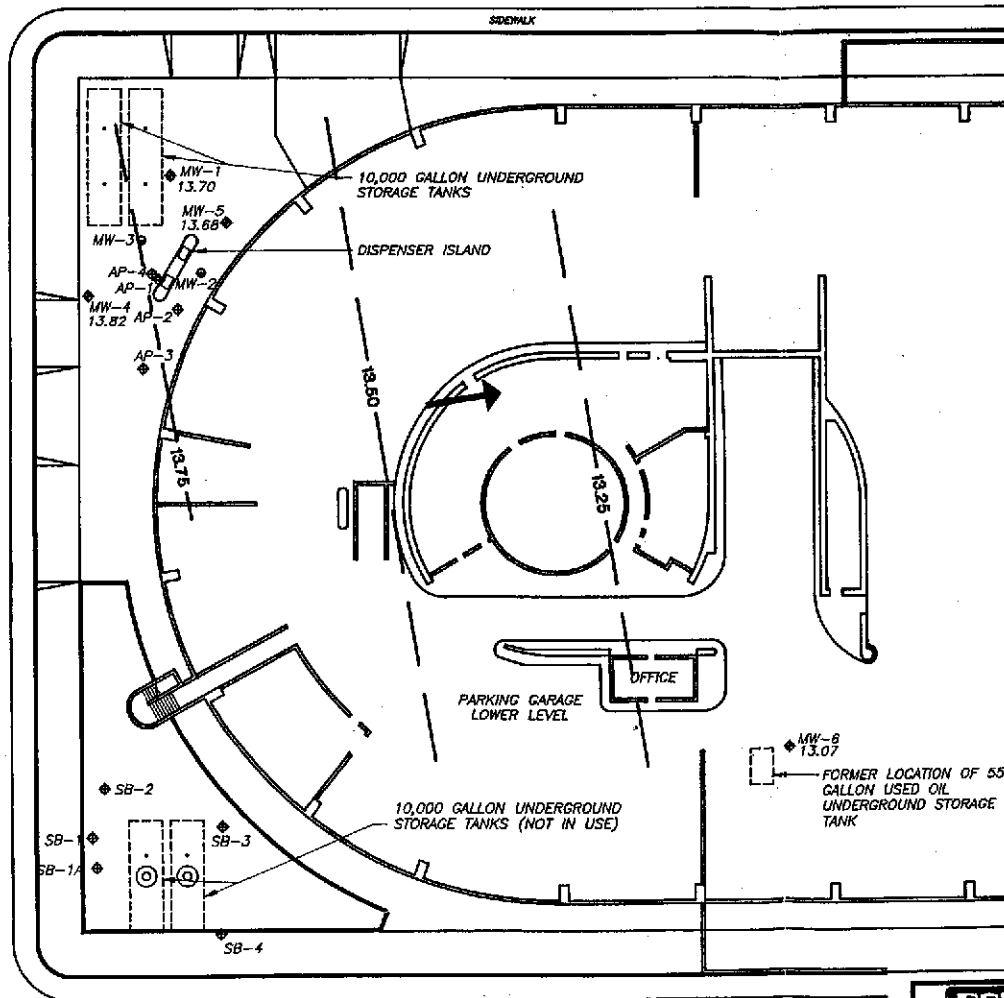 SIDEWALK
MW-1
13.70
10,000 GALLON UNDERGROUND
STORAGE TANKS
MW-5
13.68
MW-3
DISPENSER ISLAND
AP-4
AP-1
MW-2
MW-4
13.82
AP-2
AP-3
13.50
13.75
13.25
OFFICE
PARKING GARAGE
LOWER LEVEL
MW-6
13.07
FORMER LOCATION OF 55
GALLON USED OIL
UNDERGROUND STORAGE
TANK
SB-2
10,000 GALLON UNDERGROUND
STORAGE TANKS (NOT IN USE)
SB-1
SB-3
SB-1A
SB-4